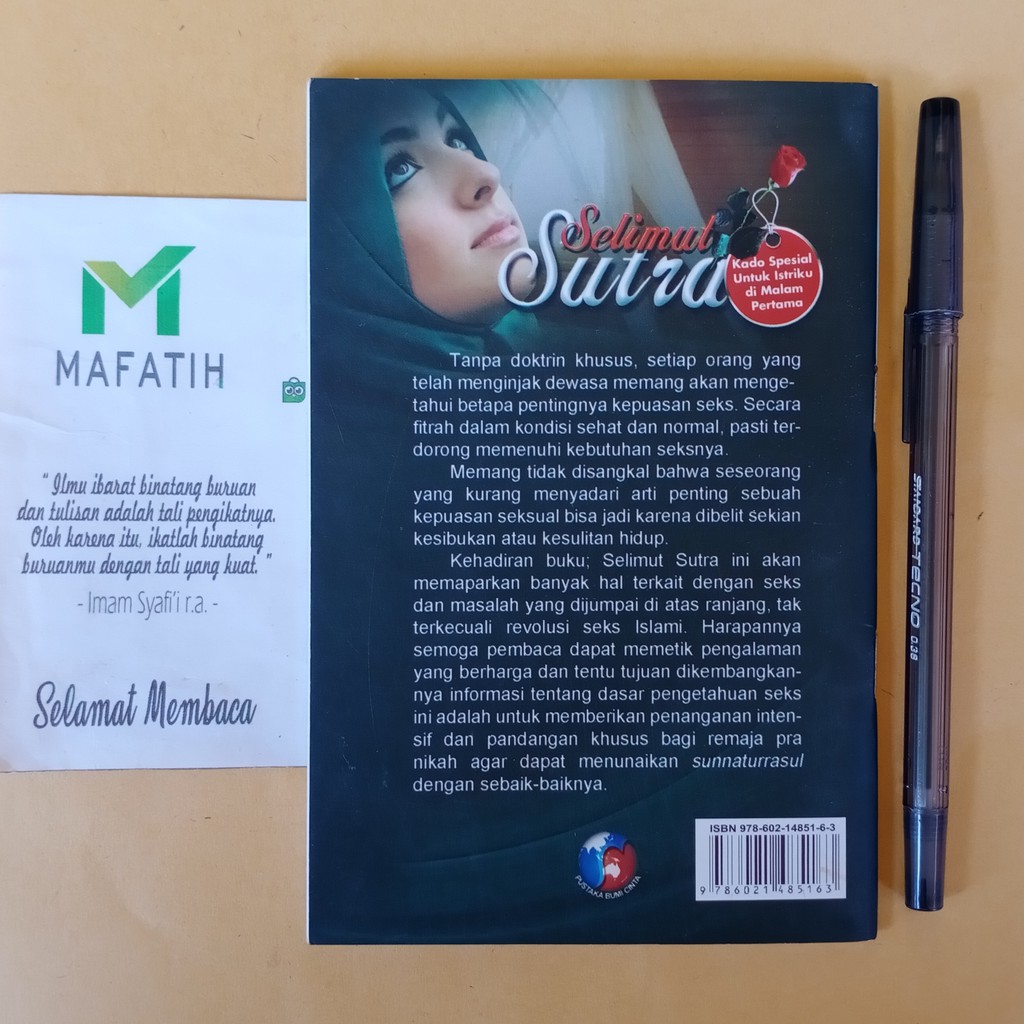 MAFATIH
“ Ilmu ibarat binatang buruan
dan tulisan adalah tali pengikatnya.
Oleh karena itu, ikatlah binatang
buruanmu dengan tali yang kuat. ”
- Imam Syafi’i r.a. -
Selamat Membaca
Selimut
Sutra
Kado Spesial
Untuk Istriku
di Malam
Pertama
Tanpa doktrin khusus, setiap orang yang
telah menginjak dewasa memang akan menge-
tahui betapa pentingnya kepuasan seks. Secara
fitrah dalam kondisi sehat dan normal, pasti ter-
dorong memenuhi kebutuhan seksnya.
Memang tidak disangkal bahwa seseorang
yang kurang menyadari arti penting sebuah
kepuasan seksual bisa jadi karena dibelit sekian
kesibukan atau kesulitan hidup.
Kehadiran buku; Selimut Sutra ini akan
memaparkan banyak hal terkait dengan seks
dan masalah yang dijumpai di atas ranjang, tak
terkecuali revolusi seks Islami. Harapannya
semoga pembaca dapat memetik pengalaman
yang berharga dan tentu tujuan dikembangkan-
nya informasi tentang dasar pengetahuan seks
ini adalah untuk memberikan penanganan inten-
sif dan pandangan khusus bagi remaja pra
nikah agar dapat menunaikan sunnaturrasul
dengan sebaik-baiknya.
PUSTAKA BUMI CINTA
ISBN 978-602-14851-6-3
9 786021 485163
STANDARD-TECNO 0.38